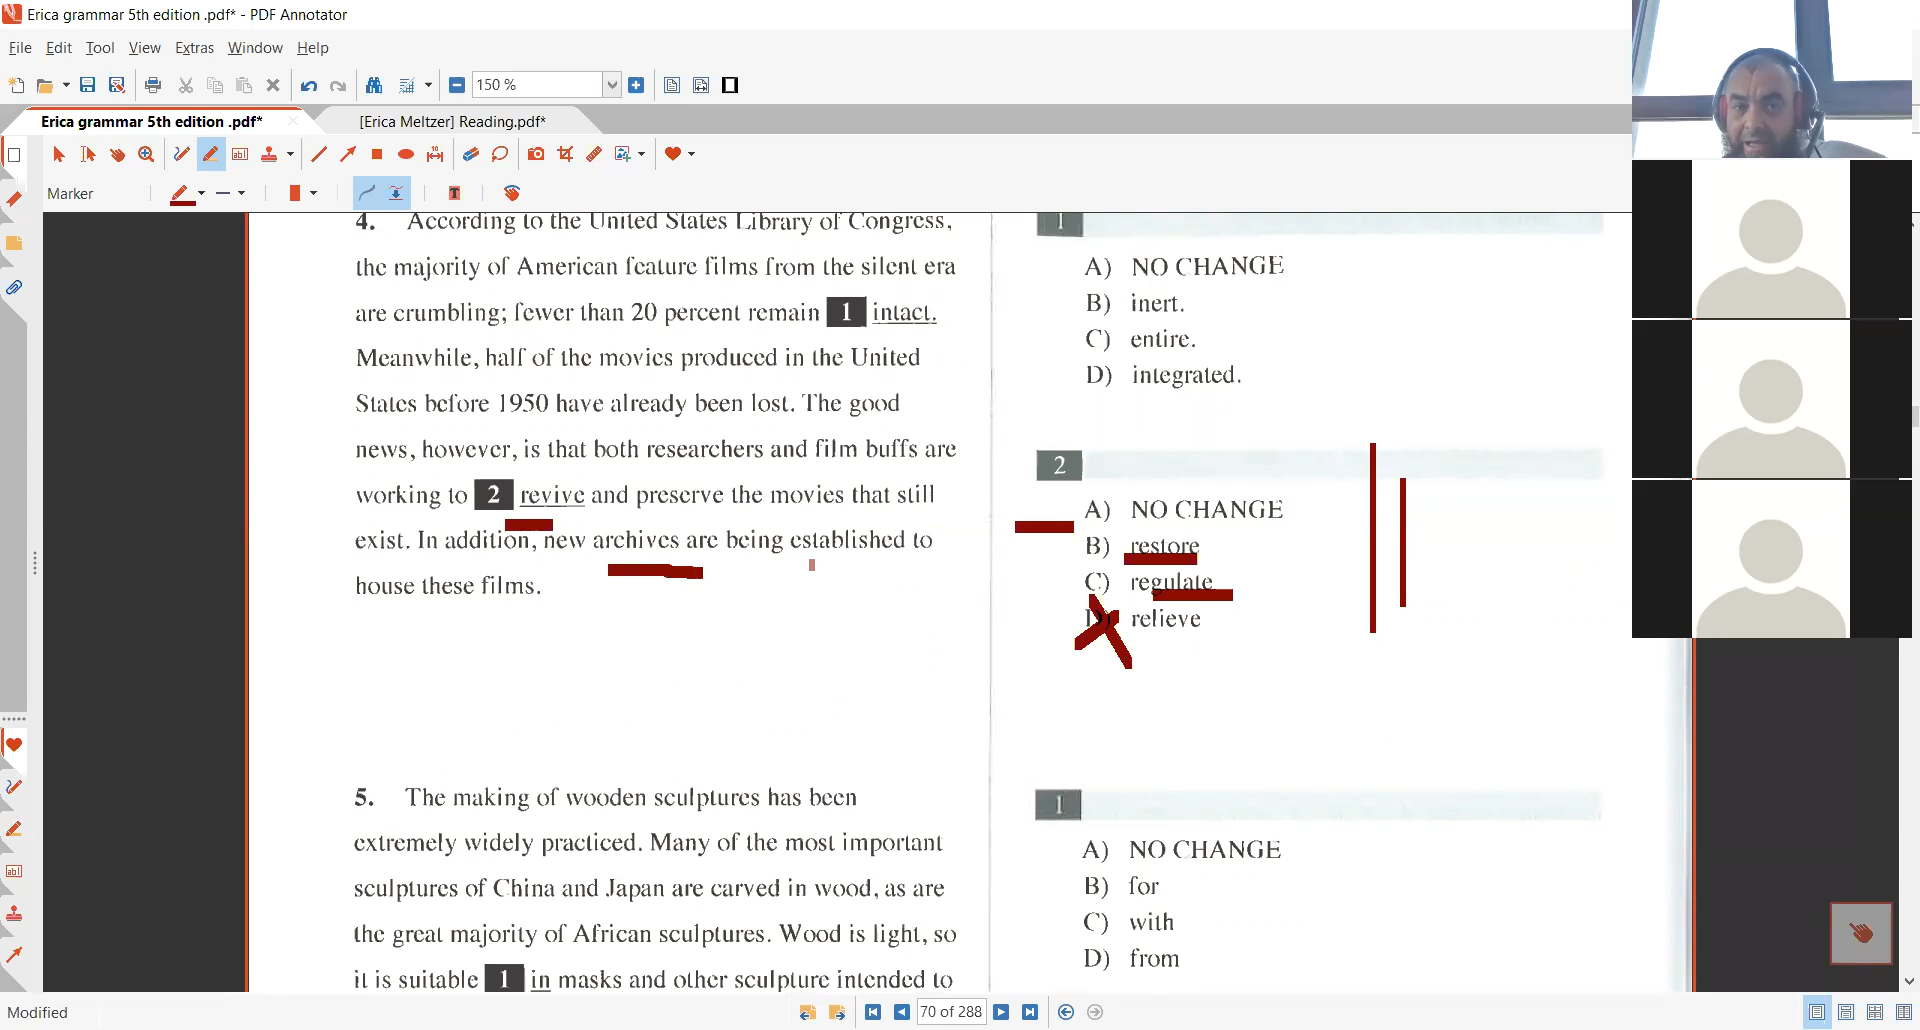 Erica grammar 5th edition .pdf* - PDF Annotator
File Edit Tool View Extras Window Help
150 %
Erica grammar 5th edition .pdf*
[Erica Meltzer] Reading.pdf*
Marker
4. According to the United States Library of Congress,
the majority of American feature films from the silent era
are crumbling; fewer than 20 percent remain 1 intact.
Meanwhile, half of the movies produced in the United
States before 1950 have already been lost. The good
news, however, is that both researchers and film buffs are
working to 2 revive and preserve the movies that still
exist. In addition, new archives are being established to
house these films.
1
A) NO CHANGE
B) inert.
C) entire.
D) integrated.
2
A) NO CHANGE
B) restore
C) regulate
D) relieve
5. The making of wooden sculptures has been
extremely widely practiced. Many of the most important
sculptures of China and Japan are carved in wood, as are
the great majority of African sculptures. Wood is light, so
it is suitable 1 in masks and other sculpture intended to
1
A) NO CHANGE
B) for
C) with
D) from
Modified
70 of 288